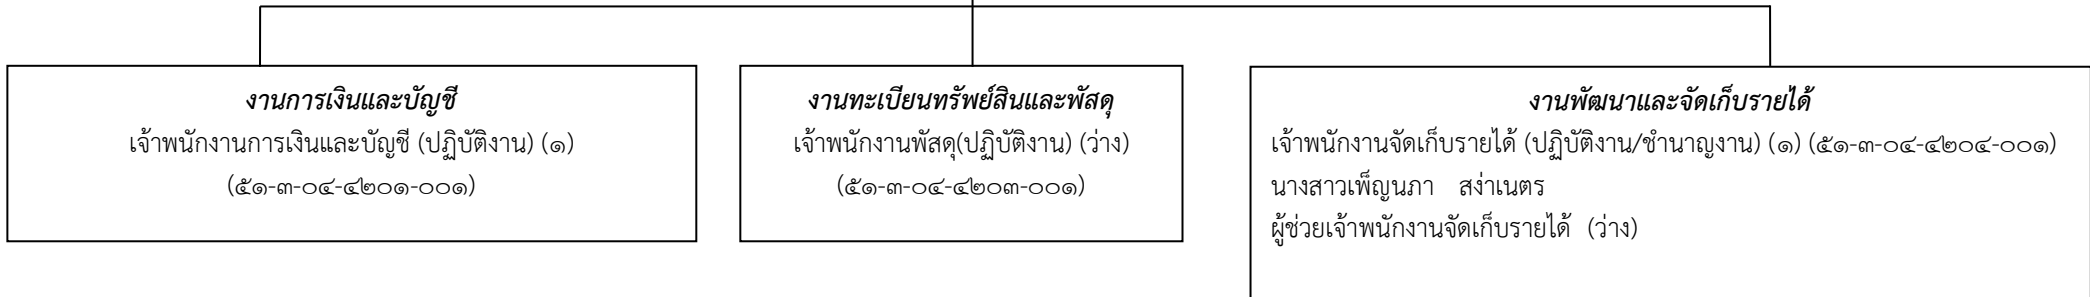 งานการเงินและบัญชี
เจ้าพนักงานการเงินและบัญชี (ปฏิบัติงาน) (๑)
(๕๑-๓-๐๔-๔๒๐๑-๐๐๑)
งานทะเบียนทรัพย์สินและพัสดุ
เจ้าพนักงานพัสดุ(ปฏิบัติงาน) (ว่าง)
(๕๑-๓-๐๔-๔๒๐๓-๐๐๑)
งานพัฒนาและจัดเก็บรายได้
เจ้าพนักงานจัดเก็บรายได้ (ปฏิบัติงาน/ชำนาญงาน) (๑) (๕๑-๓-๐๔-๔๒๐๔-๐๐๑)
นางสาวเพ็ญนภา สง่าเนตร
ผู้ช่วยเจ้าพนักงานจัดเก็บรายได้ (ว่าง)